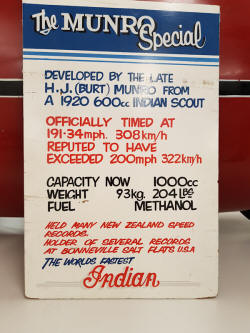 The MUNRO
Special
DEVELOPED BY THE LATE
H.J. (BURT) MUNRO FROM
A 1920 600cc INDIAN SCOUT
OFFICIALLY TIMED AT
191·34mph. 308km/h
REPUTED TO HAVE
EXCEEDED 200mph 322km/h
CAPACITY NOW 1000cc
WEIGHT 93kg. 204LBS
FUEL METHANOL
HELD MANY NEW ZEALAND SPEED
RECORDS.
HOLDER OF SEVERAL RECORDS
AT BONNEVILLE SALT FLATS U.S.A
THE WORLDS FASTEST
Indian